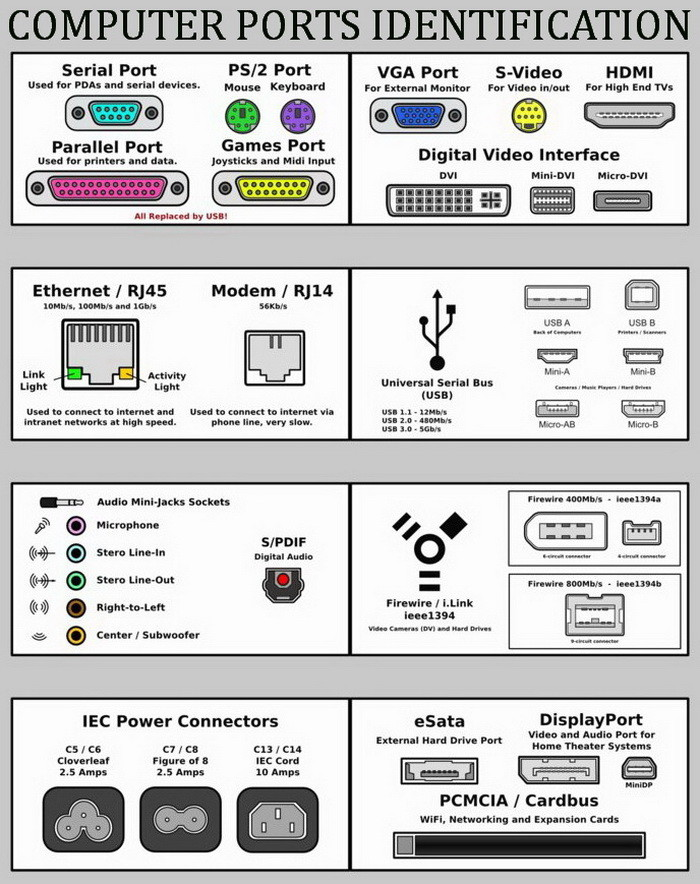 COMPUTER PORTS IDENTIFICATION
Serial Port
Used for PDAs and serial devices.
PS/2 Port
Mouse Keyboard
Parallel Port
Used for printers and data.
Games Port
Joysticks and Midi Input
All Replaced by USB!
VGA Port
For External Monitor
S-Video
For Video in/out
HDMI
For High End TVs
Digital Video Interface
DVI
Mini-DVI
Micro-DVI
Ethernet / RJ45
10Mb/s, 100Mb/s and 1Gb/s
Link
Light
Activity
Light
Used to connect to internet and
intranet networks at high speed.
Modem / RJ14
56Kb/s
Used to connect to internet via
phone line, very slow.
Universal Serial Bus
(USB)
USB 1.1 - 12Mb/s
USB 2.0 - 480Mb/s
USB 3.0 - 5Gb/s
USB A
Back of Computers
USB B
Printers / Scanners
Mini-A
Mini-B
Cameras / Music Players / Hard Drives
Micro-AB
Micro-B
Audio Mini-Jacks Sockets
Microphone
Stero Line-In
Stero Line-Out
Right-to-Left
Center / Subwoofer
S/PDIF
Digital Audio
Firewire / i.Link
ieee1394
Video Cameras (DV) and Hard Drives
Firewire 400Mb/s - ieee1394a
6-circuit connector
4-circuit connector
Firewire 800Mb/s - ieee1394b
9-circuit connector
IEC Power Connectors
C5 / C6
Cloverleaf
2.5 Amps
C7 / C8
Figure of 8
2.5 Amps
C13 / C14
IEC Cord
10 Amps
eSata
External Hard Drive Port
DisplayPort
Video and Audio Port for
Home Theater Systems
MiniDP
PCMCIA / Cardbus
WiFi, Networking and Expansion Cards